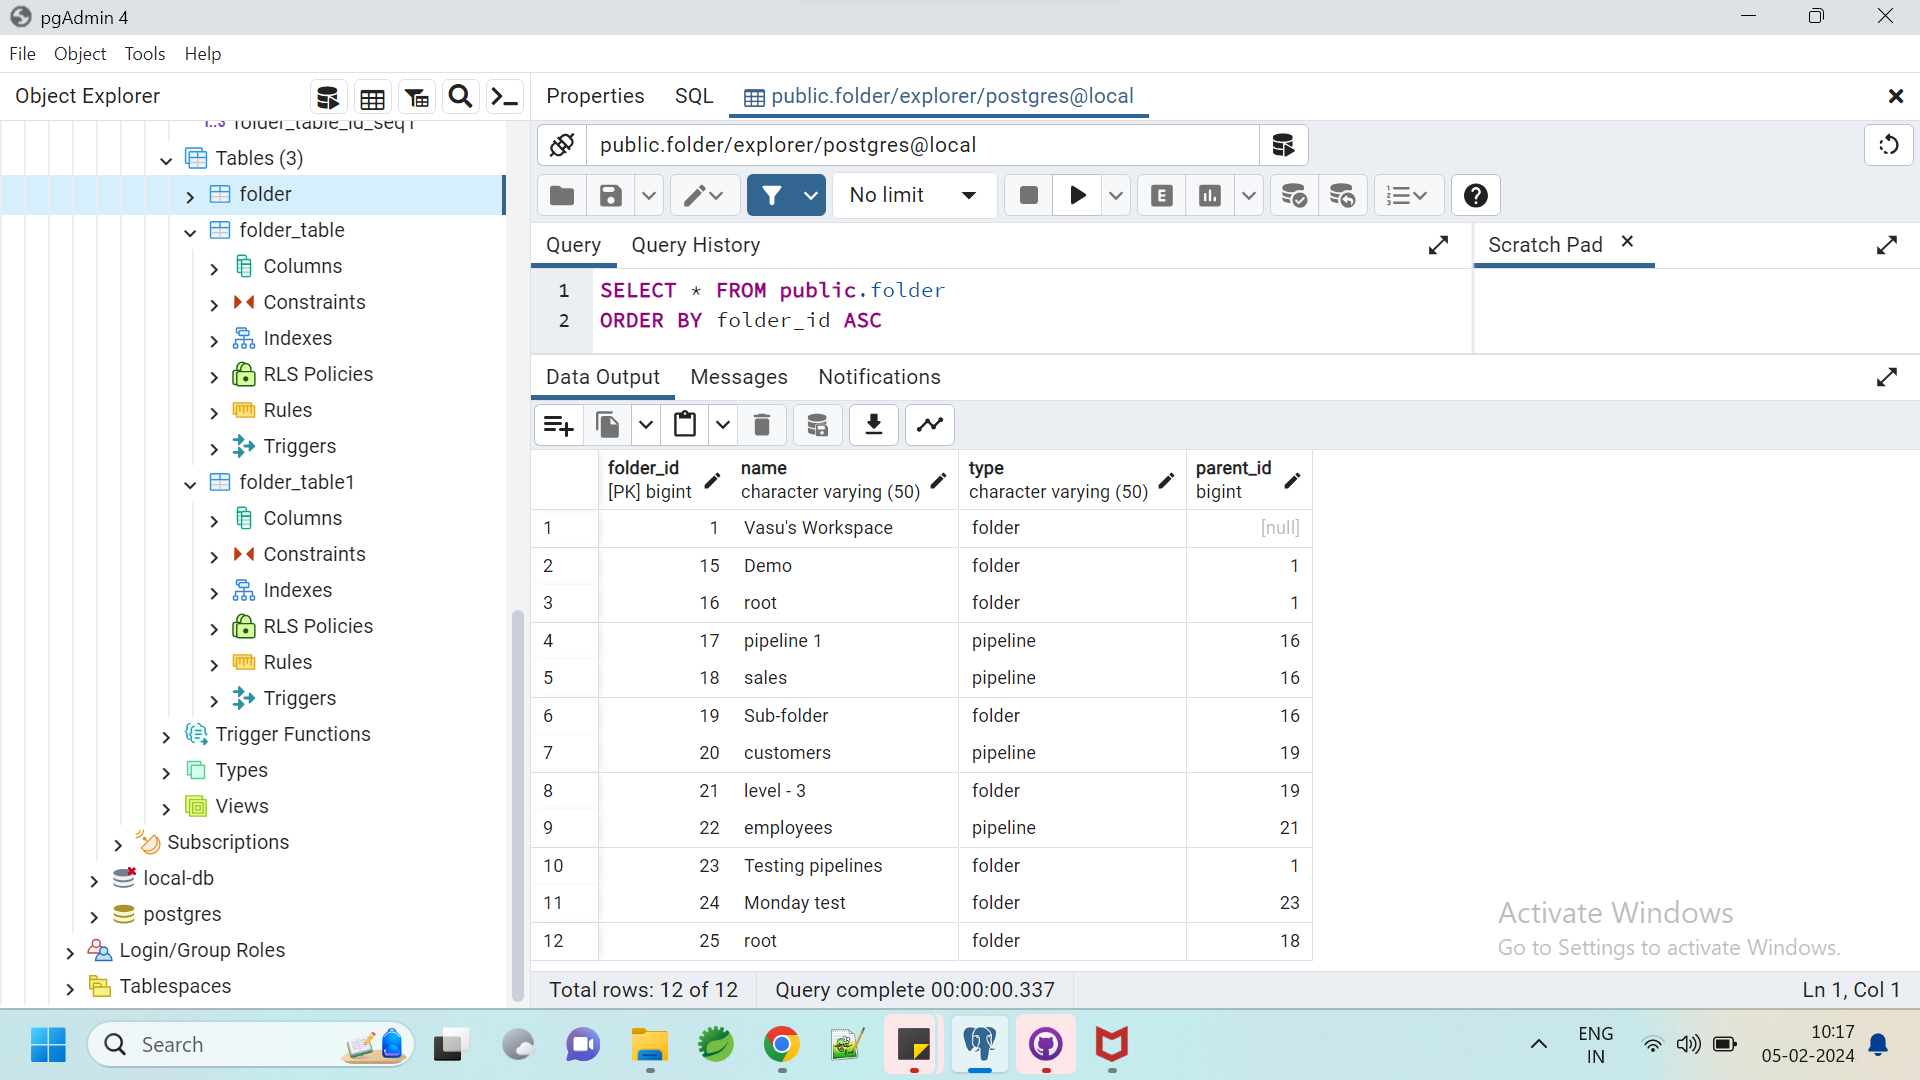 pgAdmin 4
File Object Tools Help
Object Explorer
Properties SQL public.folder/explorer/postgres@local
1..3 folder_table_id_seq1
Tables (3)
folder
folder_table
Columns
Constraints
Indexes
RLS Policies
Rules
Triggers
folder_table1
Columns
Constraints
Indexes
RLS Policies
Rules
Triggers
Trigger Functions
Types
Views
Subscriptions
local-db
postgres
Login/Group Roles
Tablespaces
public.folder/explorer/postgres@local
No limit
E
Query Query History
Scratch Pad
1 SELECT * FROM public.folder
2 ORDER BY folder_id ASC
Data Output Messages Notifications
folder_id name type parent_id
[PK] bigint character varying (50) character varying (50) bigint
1 1 Vasu's Workspace folder [null]
2 15 Demo folder 1
3 16 root folder 1
4 17 pipeline 1 pipeline 16
5 18 sales pipeline 16
6 19 Sub-folder folder 16
7 20 customers pipeline 19
8 21 level - 3 folder 19
9 22 employees pipeline 21
10 23 Testing pipelines folder 1
11 24 Monday test folder 23
12 25 root folder 18
Activate Windows
Go to Settings to activate Windows.
Total rows: 12 of 12 Query complete 00:00:00.337 Ln 1, Col 1
Search
ENG
IN
10:17
05-02-2024